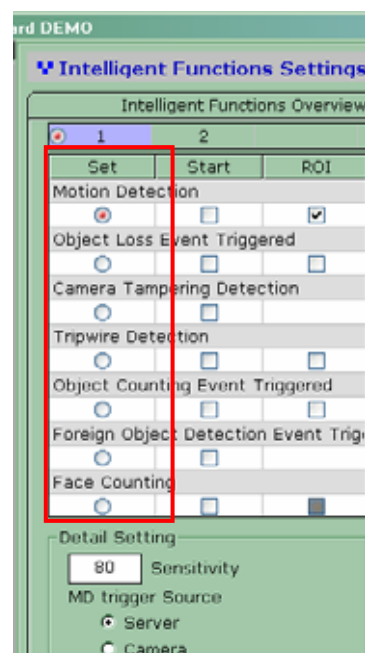 ard DEMO
Intelligent Functions Settings
Intelligent Functions Overview
1 2
Set Start ROI
Motion Detection
Object Loss Event Triggered
Camera Tampering Detection
Tripwire Detection
Object Counting Event Triggered
Foreign Object Detection Event Trig
Face Counting
Detail Setting
80 Sensitivity
MD trigger Source
Server
Camera